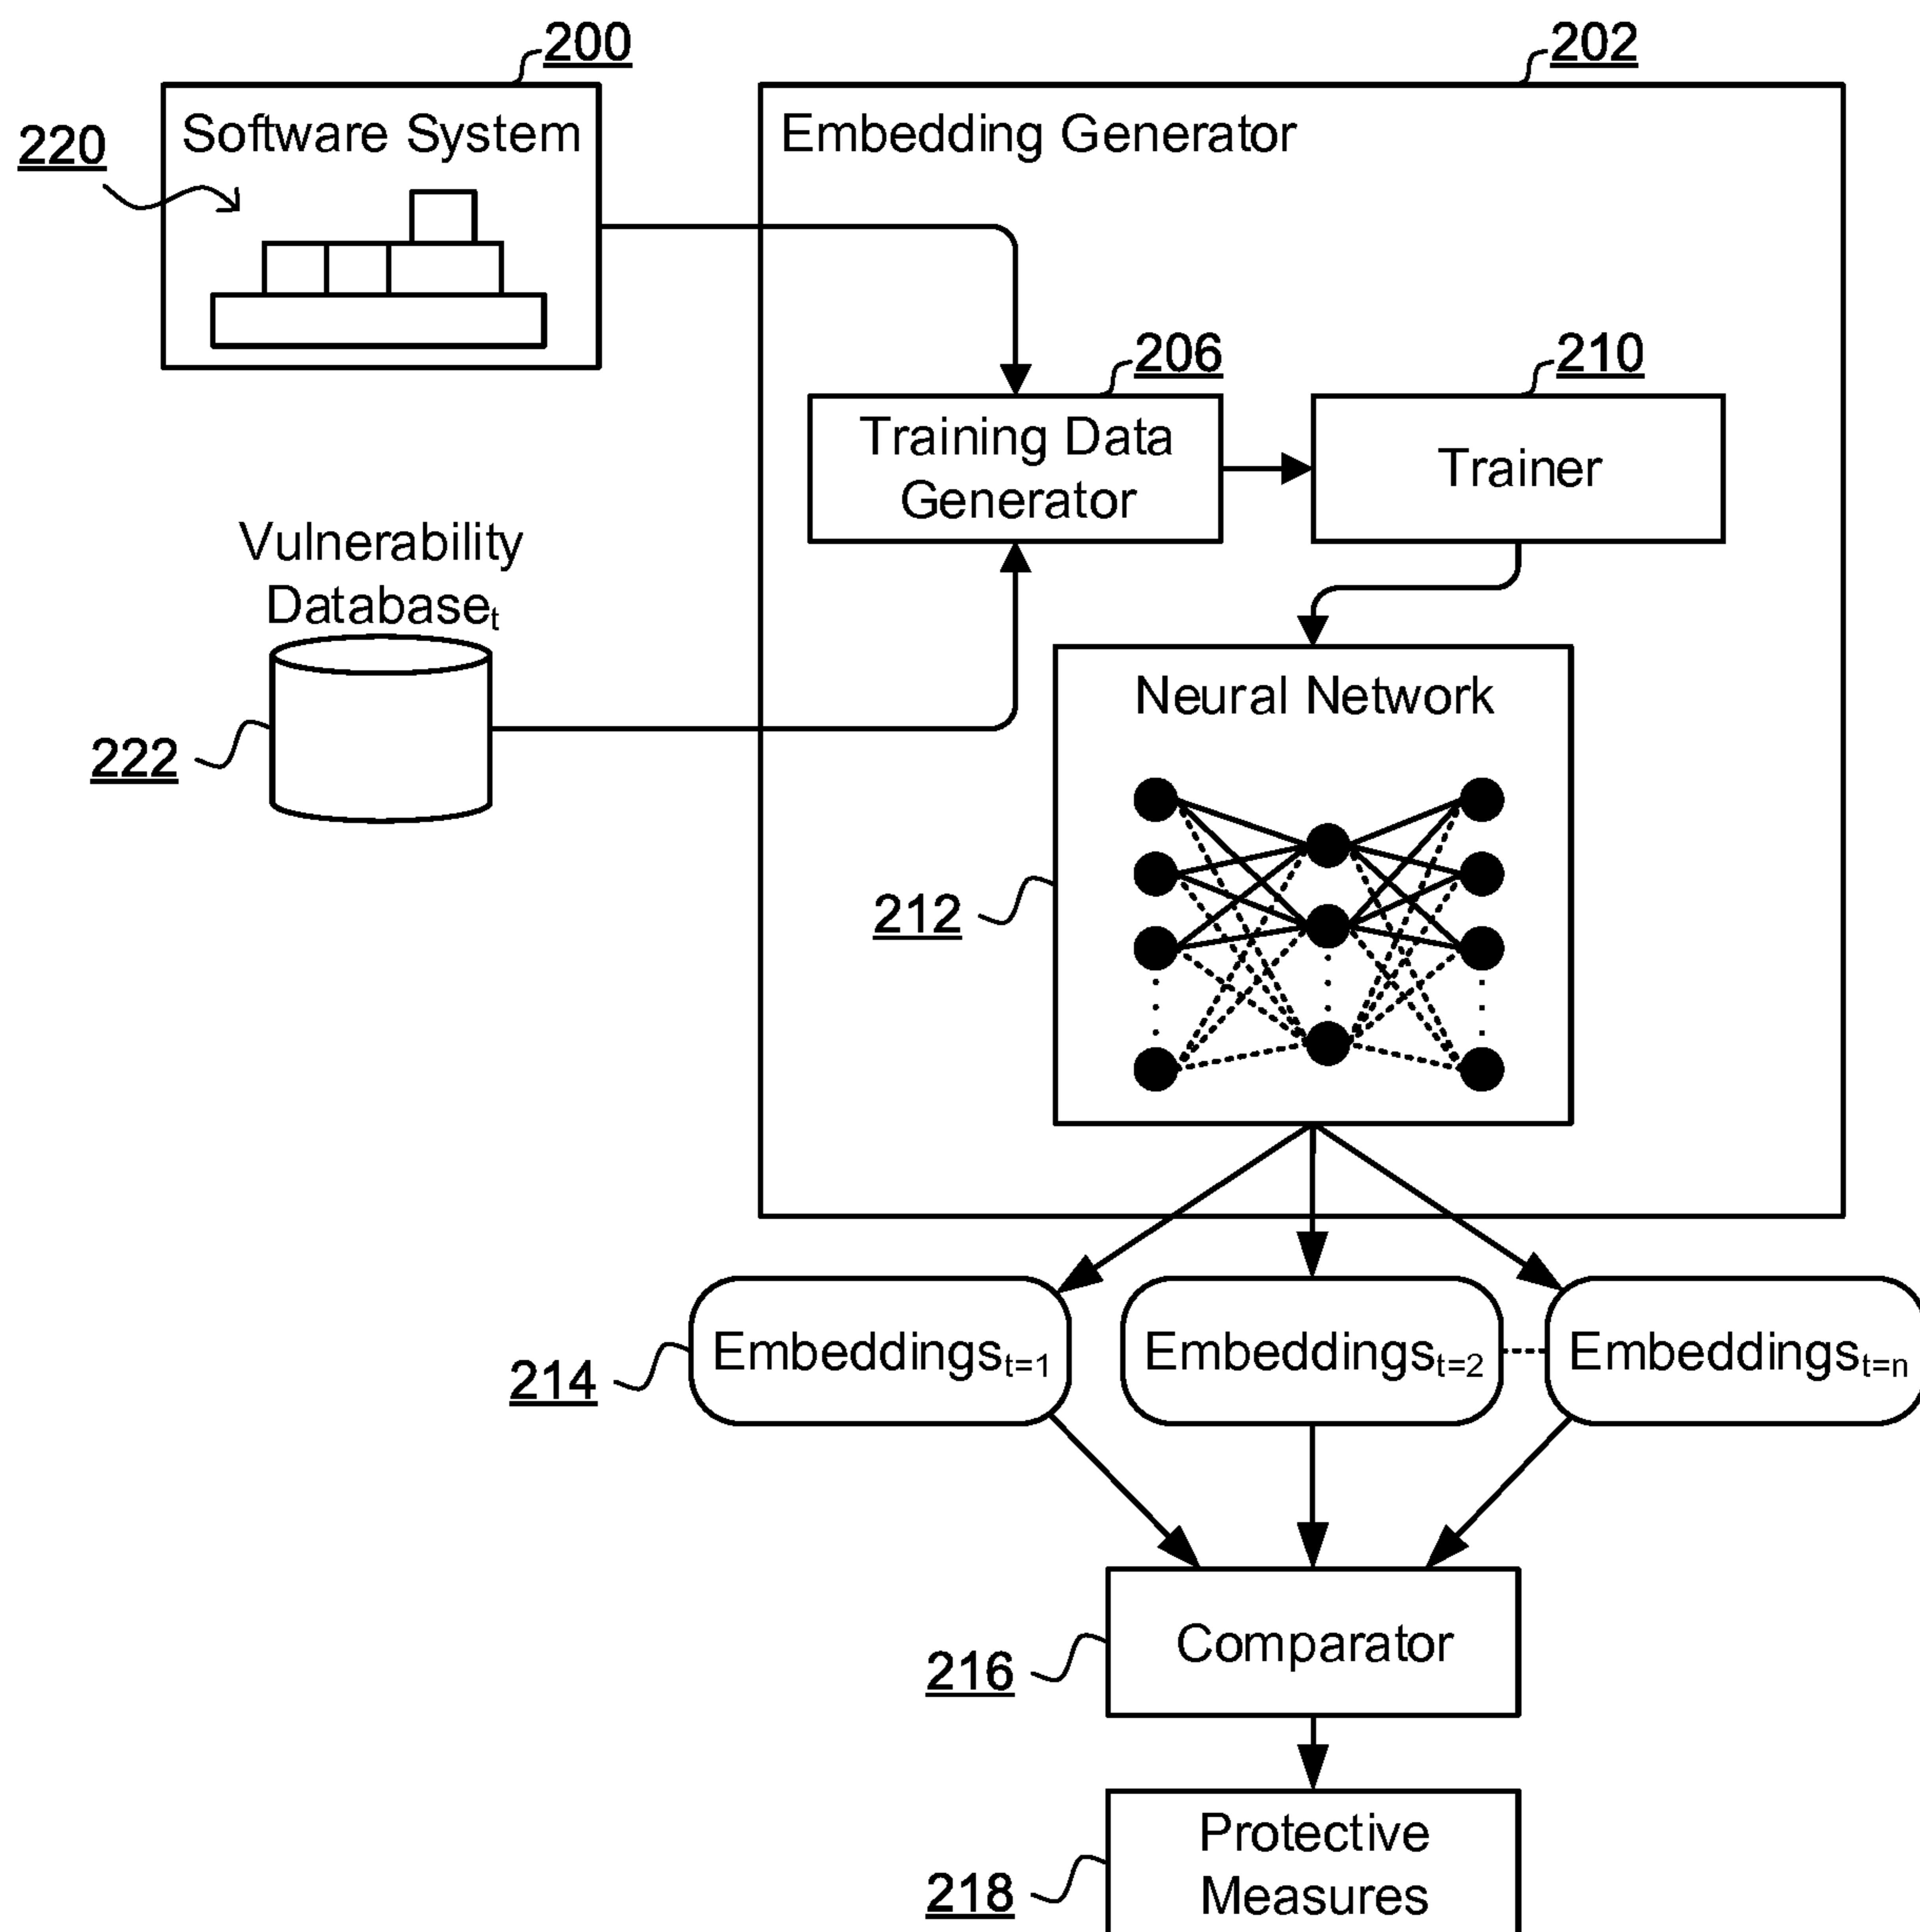 200
202
220
Software System
Embedding Generator
206
210
Training Data
Generator
Trainer
Vulnerability
Databaset
222
Neural Network
212
214
Embeddingst=1
Embeddingst=2
Embeddingst=n
216
Comparator
218
Protective
Measures